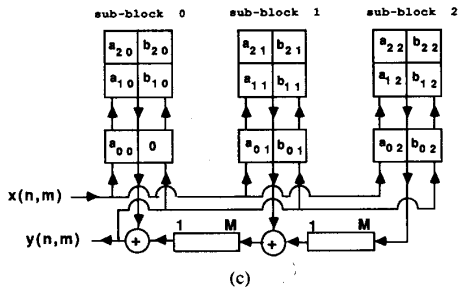 sub-block 0 sub-block 1 sub-block 2
a20 b20 a21 b21 a22 b22
a10 b10 a11 b11 a12 b12
a00 0 a01 b01 a02 b02
x(n,m)
1 M 1 M
y(n,m) + +
(c)